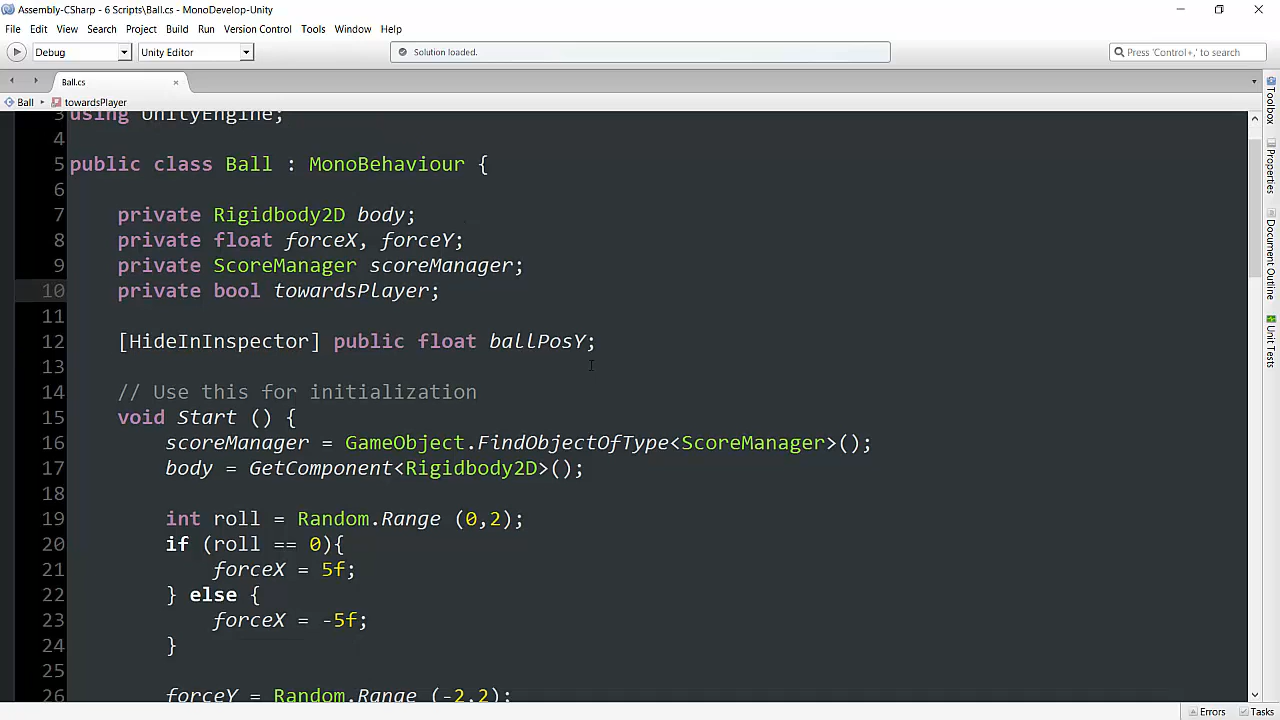 Assembly-CSharp - 6 Scripts\Ball.cs - MonoDevelop-Unity
File Edit View Search Project Build Run Version Control Tools Window Help
Debug Unity Editor Solution loaded. Press 'Control+,' to search
Ball.cs
Ball towardsPlayer
3 using UnityEngine;
4
5 public class Ball : MonoBehaviour {
6
7 private Rigidbody2D body;
8 private float forceX, forceY;
9 private ScoreManager scoreManager;
10 private bool towardsPlayer;
11
12 [HideInInspector] public float ballPosY;
13
14 // Use this for initialization
15 void Start () {
16 scoreManager = GameObject.FindObjectOfType<ScoreManager>();
17 body = GetComponent<Rigidbody2D>();
18
19 int roll = Random.Range (0,2);
20 if (roll == 0){
21 forceX = 5f;
22 } else {
23 forceX = -5f;
24 }
25
26 forceY = Random.Range (-2,2);
Toolbox
Properties
Document Outline
Unit Tests
Errors Tasks